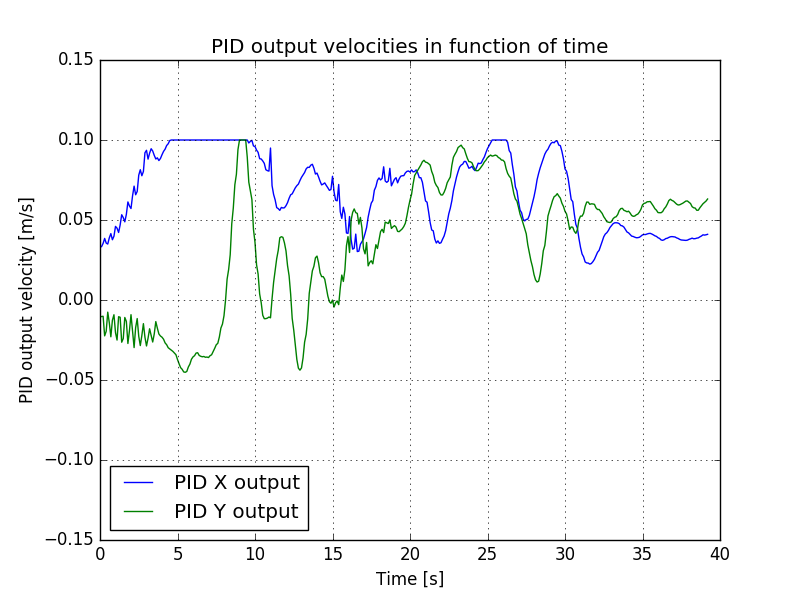 PID output velocities in function of time
0.15
0.10
0.05
0.00
−0.05
−0.10
−0.15
PID output velocity [m/s]
PID X output
PID Y output
0 5 10 15 20 25 30 35 40
Time [s]